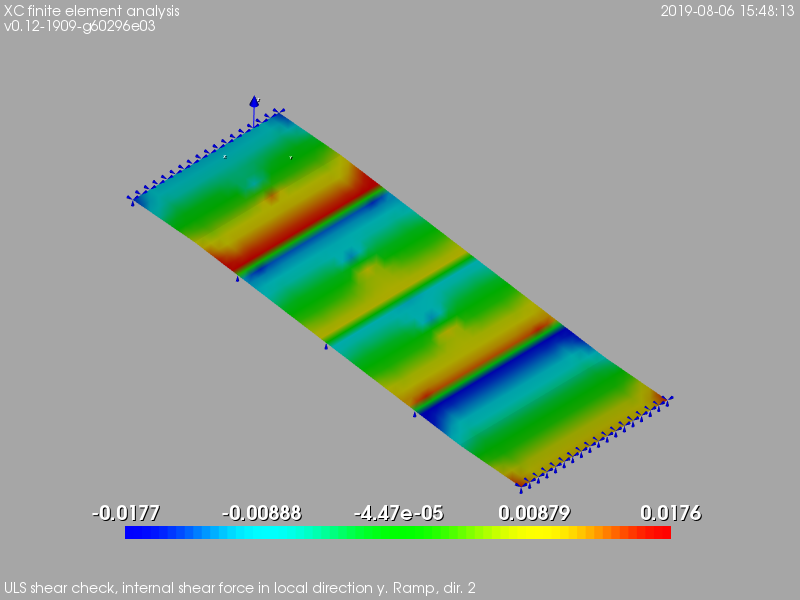 XC finite element analysis
v0.12-1909-g60296e03
2019-08-06 15:48:13
-0.0177 -0.00888 -4.47e-05 0.00879 0.0176
ULS shear check, internal shear force in local direction y. Ramp, dir. 2